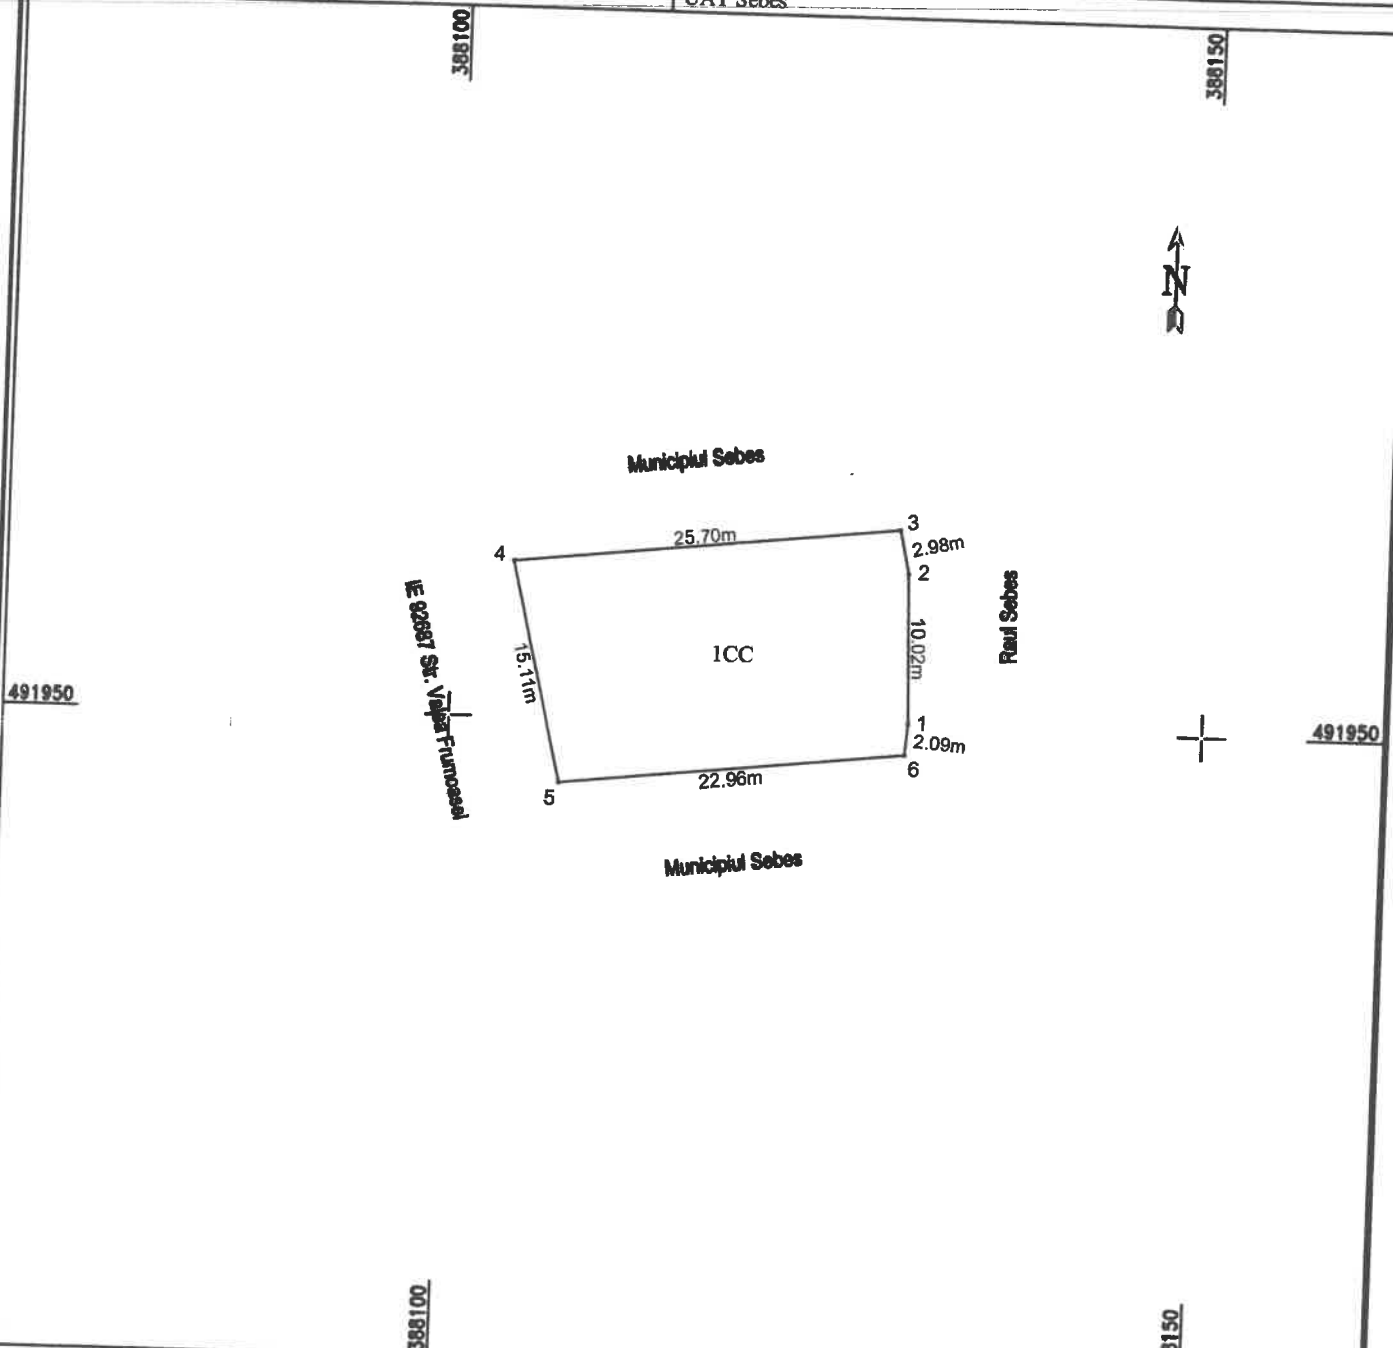 UAT Sebes
388100
388150
N
Municipiul Sebes
3
25.70m
2.98m
4
2
IE 92687 Str. Valea Frumoasei
Raul Sebes
10.02m
15.11m
1CC
491950
1
491950
2.09m
6
22.96m
5
Municipiul Sebes
388100
8150